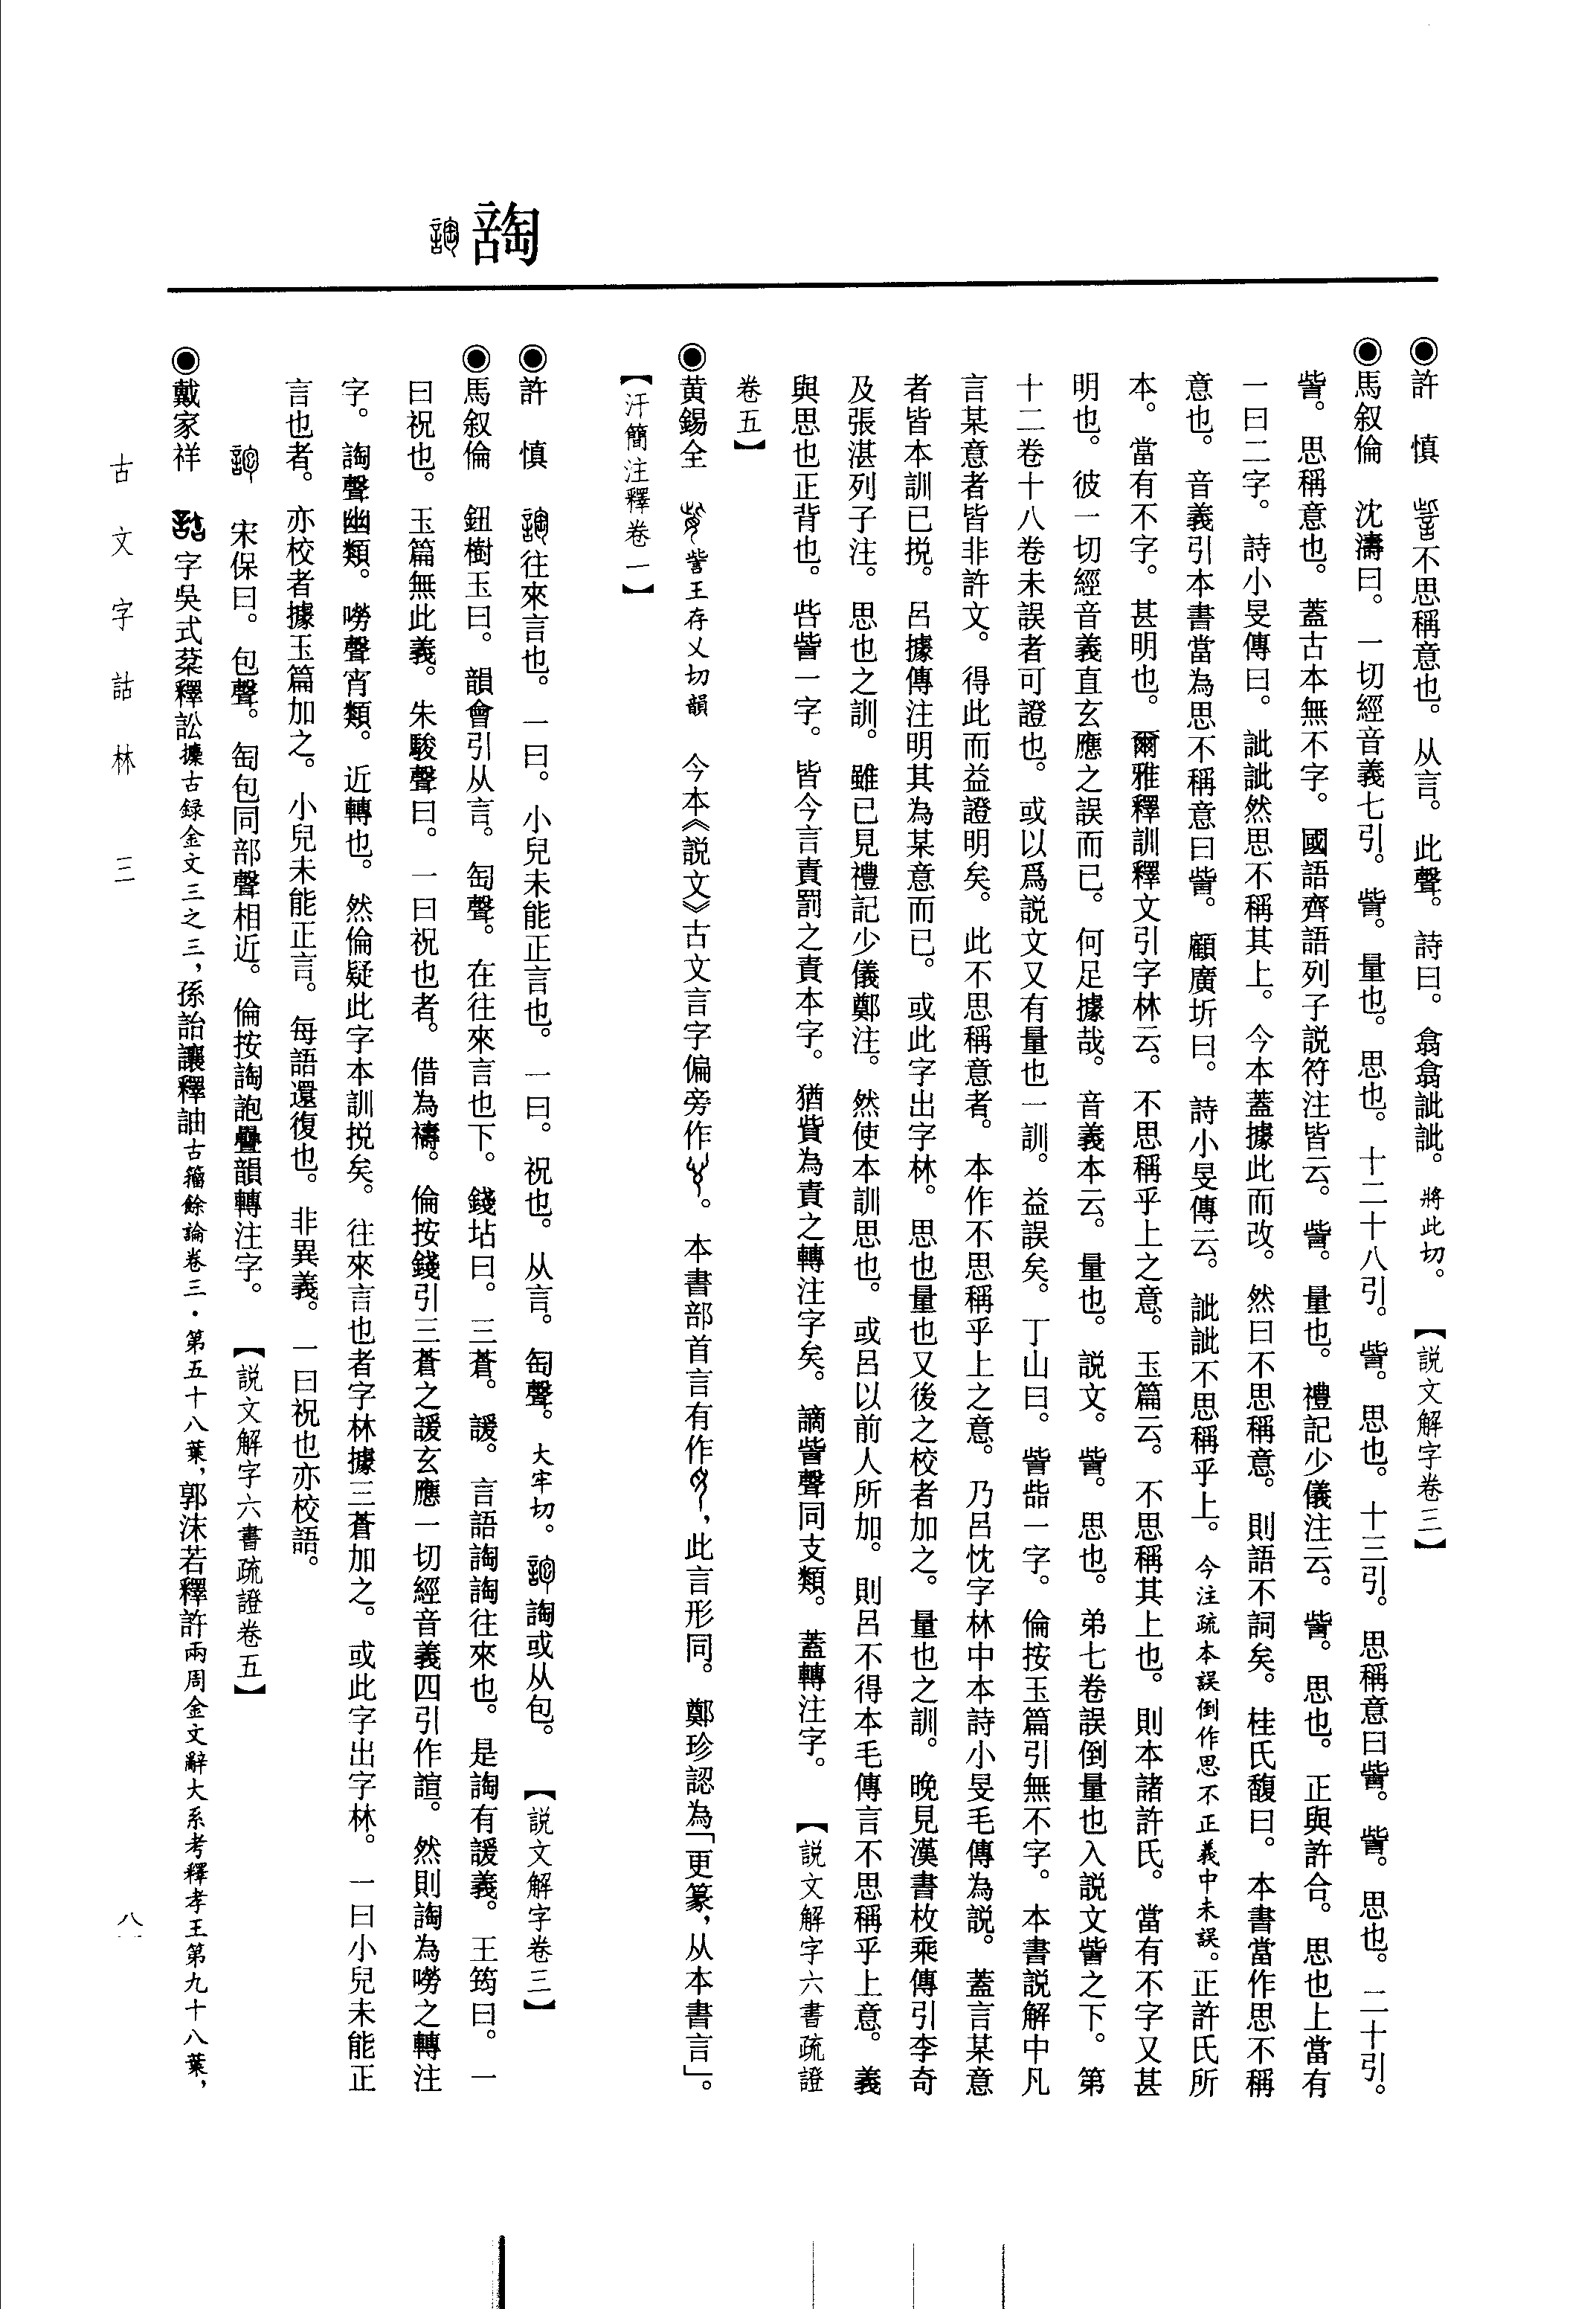 謟
◉許　慎　不思稱意也。从言。此聲。詩曰。翕翕訿訿。將此切。【説文解字卷三】
◉馬叙倫　沈濤曰。一切經音義七引。訾。量也。思也。十二十八引。訾。思也。十三引。思稱意曰訾。訾。思也。二十引。
訾。思稱意也。蓋古本無不字。國語齊語列子説符注皆云。訾。量也。禮記少儀注云。訾。思也。正與許合。思也上當有
一曰二字。詩小旻傳曰。訿訿然思不稱其上。今本蓋據此而改。然曰不思稱意。則語不詞矣。桂氏馥曰。本書當作思不稱
意也。音義引本書當為思不稱意曰訾。顧廣圻曰。詩小旻傳云。訿訿不思稱乎上。今注疏本誤倒作思不正義中未誤。正許氏所
本。當有不字。甚明也。爾雅釋訓釋文引字林云。不思稱乎上之意。玉篇云。不思稱其上也。則本諸許氏。當有不字又甚
明也。彼一切經音義直玄應之誤而已。何足據哉。音義本云。量也。説文。訾。思也。弟七卷誤倒量也入説文訾之下。第
十二卷十八卷未誤者可證也。或以爲説文又有量也一訓。益誤矣。丁山曰。訾㫮一字。倫按玉篇引無不字。本書説解中凡
言某意者皆非許文。得此而益證明矣。此不思稱意者。本作不思稱乎上之意。乃呂忱字林中本詩小旻毛傳為説。蓋言某意
者皆本訓已捝。呂據傳注明其為某意而已。或此字出字林。思也量也又後之校者加之。量也之訓。晚見漢書枚乘傳引李奇
及張湛列子注。思也之訓。雖已見禮記少儀鄭注。然使本訓思也。或呂以前人所加。則呂不得本毛傳言不思稱乎上意。義
與思也正背也。呰訾一字。皆今言責罰之責本字。猶貲為責之轉注字矣。謫訾聲同支類。蓋轉注字。【説文解字六書疏證
卷五】
◉黄錫全　訾王存乂切韻　今本《説文》古文言字偏旁作。本書部首言有作，此言形同。鄭珍認為「更篆，从本書言」。
【汗簡注釋卷一】
◉許　慎　往來言也。一曰。小兒未能正言也。一曰。祝也。从言。匋聲。大牢切。詢或从包。【説文解字卷三】
◉馬叙倫　鈕樹玉曰。韻會引从言。匋聲。在往來言也下。錢坫曰。三蒼。諼。言語詢詢往來也。是詢有諼義。王筠曰。一
曰祝也。玉篇無此義。朱駿聲曰。一曰祝也者。借為禱。倫按錢引三蒼之諼玄應一切經音義四引作諠。然則詢為嘮之轉注
字。詢聲幽類。嘮聲宵類。近轉也。然倫疑此字本訓捝矣。往來言也者字林據三蒼加之。或此字出字林。一曰小兒未能正
言也者。亦校者據玉篇加之。小兒未能正言。每語還復也。非異義。一曰祝也亦校語。
　　宋保曰。包聲。匋包同部聲相近。倫按詢詾疊韻轉注字。【説文解字六書疏證卷五】
◉戴家祥　字吳式芬釋訟攈古録金文三之三，孫詒讓釋訷古籀餘論卷三·第五十八葉，郭沫若釋許兩周金文辭大系考釋孝王第九十八葉，
古文字詁林　三
八一